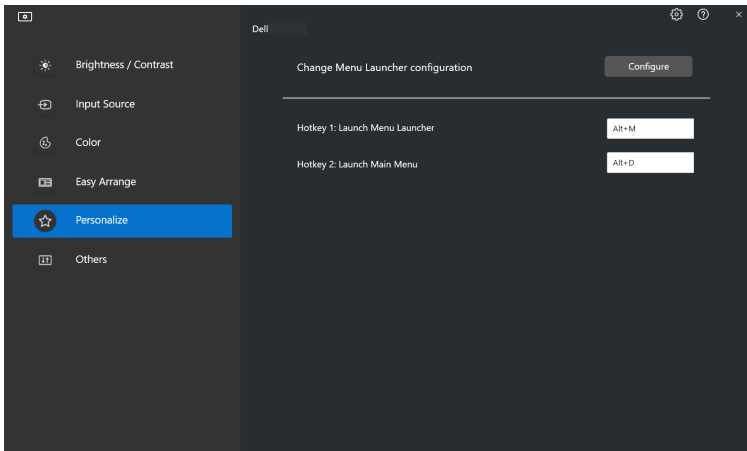 Dell
Brightness / Contrast
Input Source
Color
Easy Arrange
Personalize
Others
Change Menu Launcher configuration
Configure
Hotkey 1: Launch Menu Launcher
Alt+M
Hotkey 2: Launch Main Menu
Alt+D